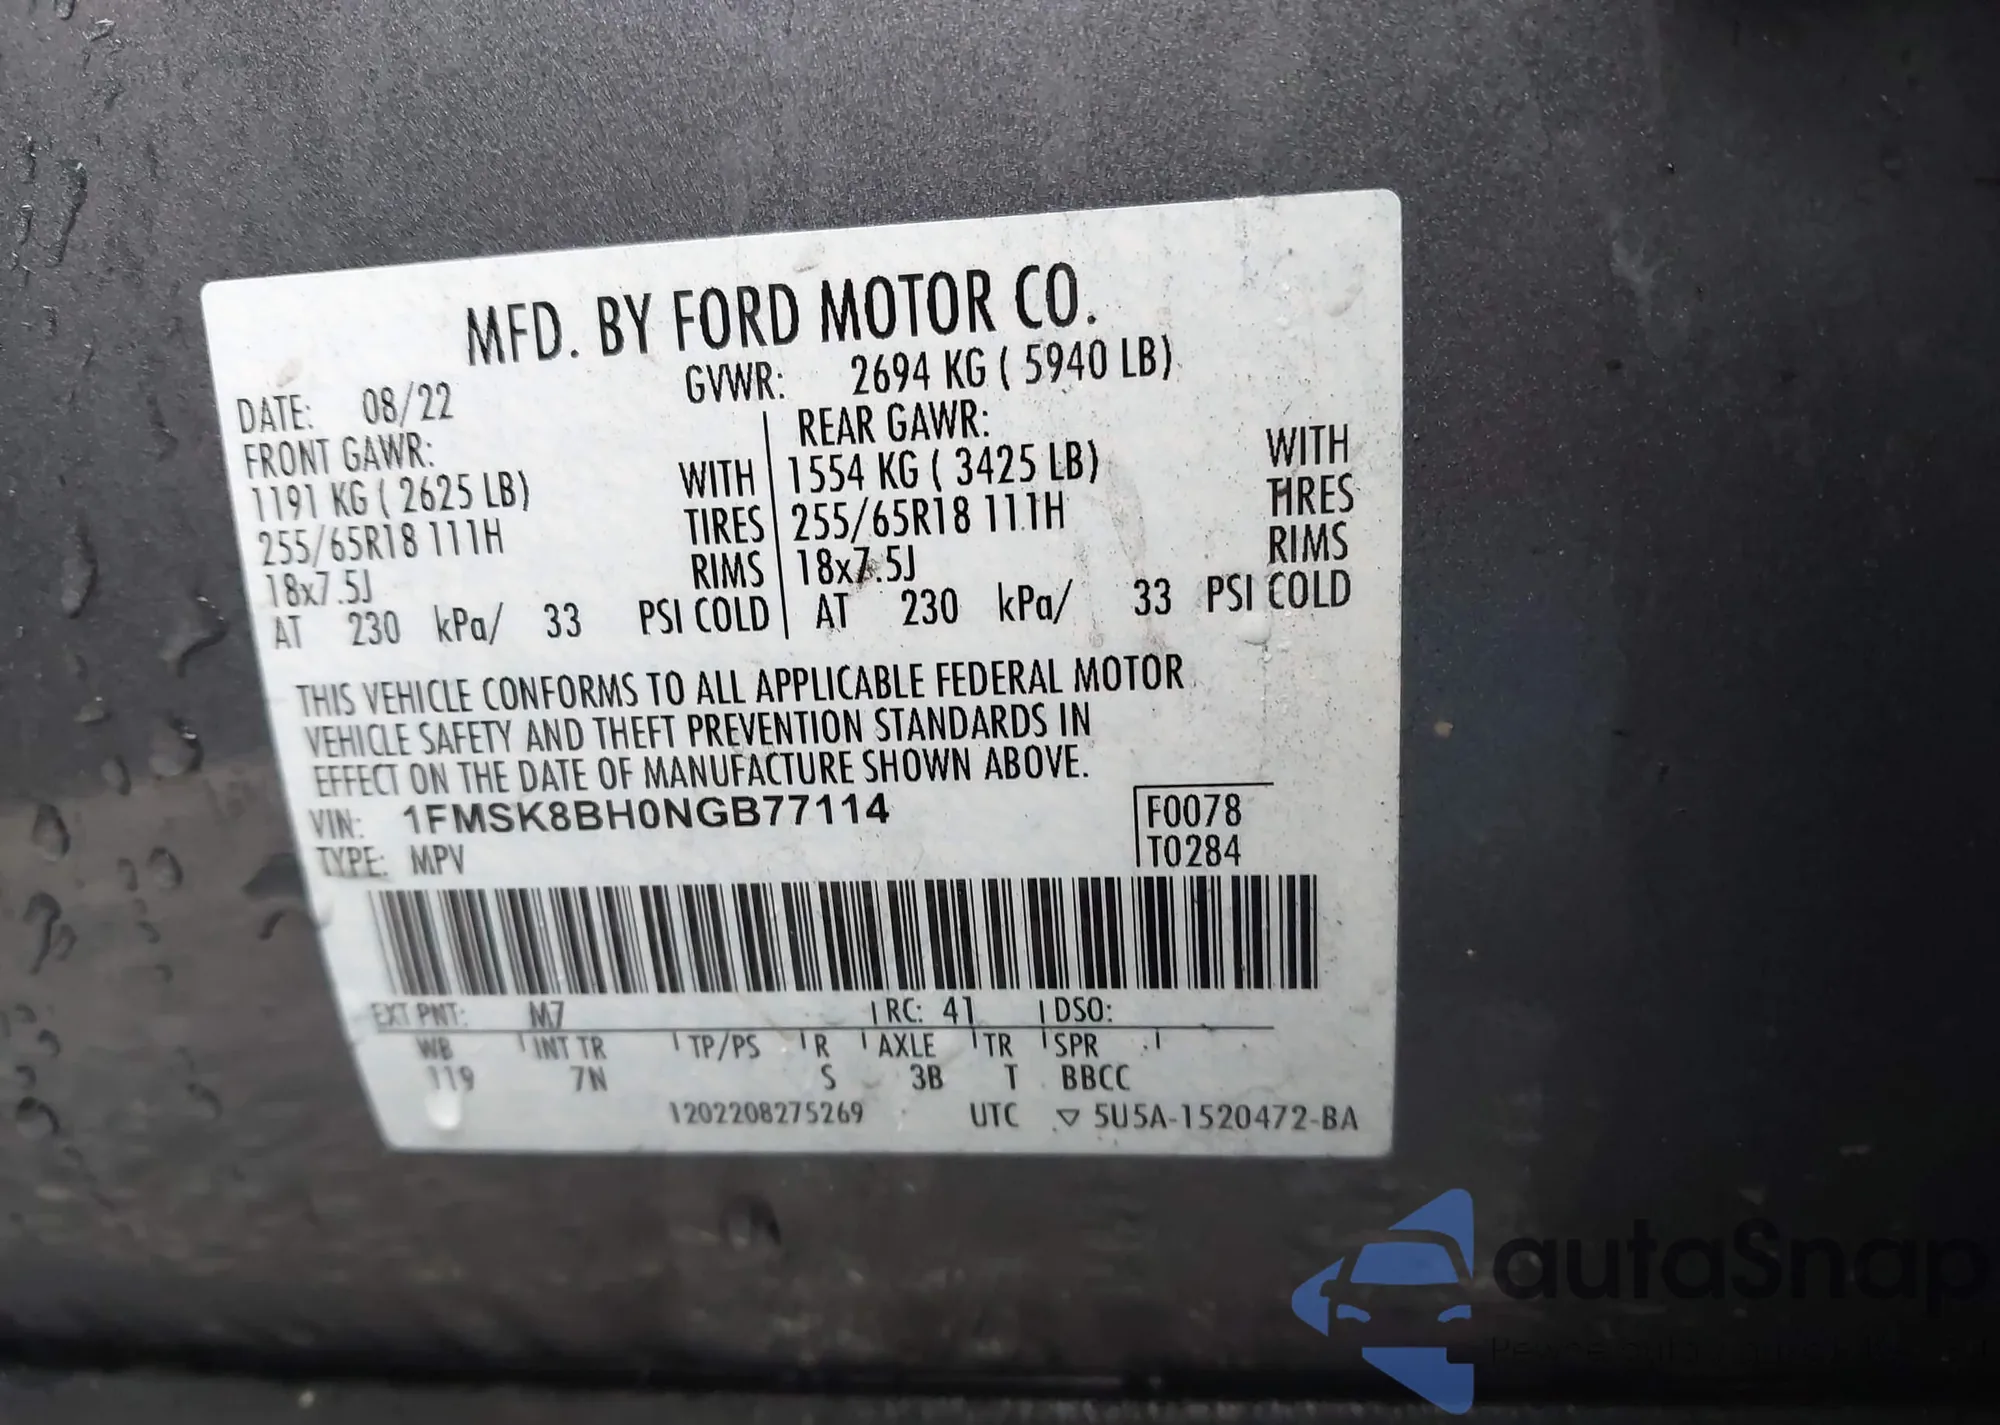 MFD. BY FORD MOTOR CO.
DATE: 08/22 GVWR: 2694 KG ( 5940 LB)
FRONT GAWR: REAR GAWR:
1191 KG ( 2625 LB) WITH 1554 KG ( 3425 LB) WITH
255/65R18 111H TIRES 255/65R18 111H TIRES
18x7.5J RIMS 18x7.5J RIMS
AT 230 kPa/ 33 PSI COLD AT 230 kPa/ 33 PSI COLD
THIS VEHICLE CONFORMS TO ALL APPLICABLE FEDERAL MOTOR
VEHICLE SAFETY AND THEFT PREVENTION STANDARDS IN
EFFECT ON THE DATE OF MANUFACTURE SHOWN ABOVE.
VIN: 1FMSK8BH0NGB77114 F0078
TYPE: MPV T0284
EXT PNT: M7 RC: 41 DSO:
WB INT TR TP/PS R AXLE TR SPR
119 7N S 3B T BBCC
1202208275269 UTC ▽ 5U5A-1520472-BA
autaSnap